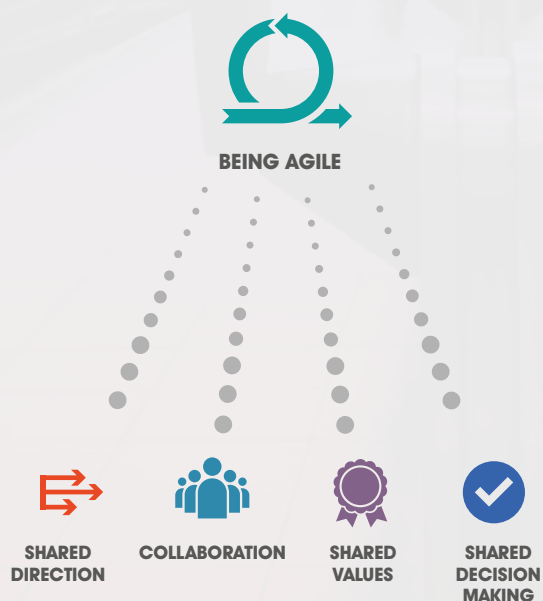 BEING AGILE
SHARED
DIRECTION
COLLABORATION
SHARED
VALUES
SHARED
DECISION
MAKING